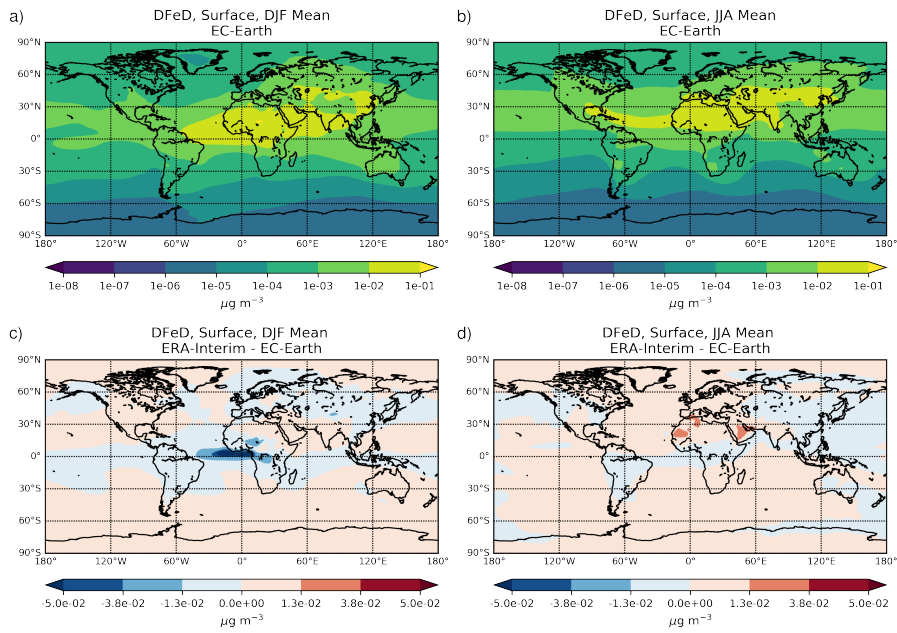 a) DFeD, Surface, DJF Mean
EC-Earth
90°N
60°N
30°N
0°
30°S
60°S
90°S
180° 120°W 60°W 0° 60°E 120°E 180°
1e-08 1e-07 1e-06 1e-05 1e-04 1e-03 1e-02 1e-01
μg m⁻³
b) DFeD, Surface, JJA Mean
EC-Earth
90°N
60°N
30°N
0°
30°S
60°S
90°S
180° 120°W 60°W 0° 60°E 120°E 180°
1e-08 1e-07 1e-06 1e-05 1e-04 1e-03 1e-02 1e-01
μg m⁻³
c) DFeD, Surface, DJF Mean
ERA-Interim - EC-Earth
90°N
60°N
30°N
0°
30°S
60°S
90°S
180° 120°W 60°W 0° 60°E 120°E 180°
-5.0e-02 -3.8e-02 -1.3e-02 0.0e+00 1.3e-02 3.8e-02 5.0e-02
μg m⁻³
d) DFeD, Surface, JJA Mean
ERA-Interim - EC-Earth
90°N
60°N
30°N
0°
30°S
60°S
90°S
180° 120°W 60°W 0° 60°E 120°E 180°
-5.0e-02 -3.8e-02 -1.3e-02 0.0e+00 1.3e-02 3.8e-02 5.0e-02
μg m⁻³